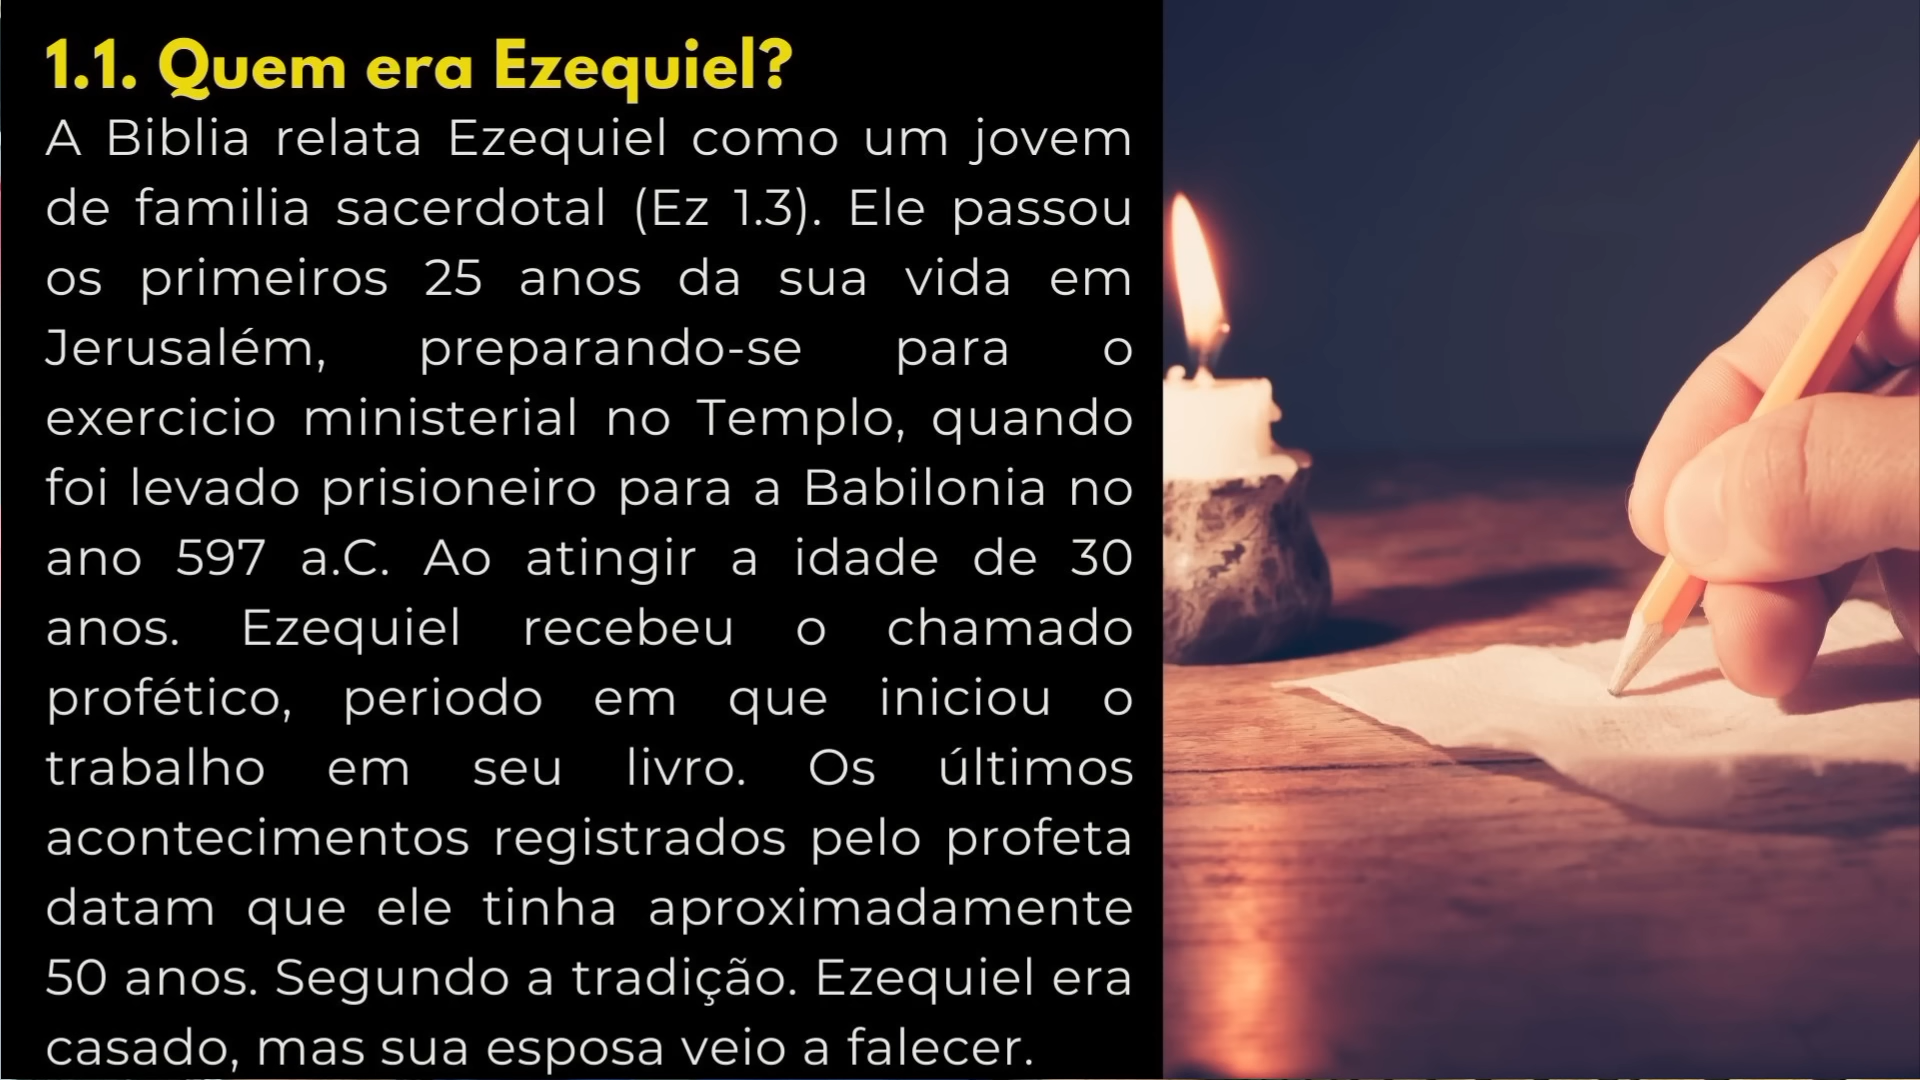 1.1. Quem era Ezequiel?
A Biblia relata Ezequiel como um jovem
de familia sacerdotal (Ez 1.3). Ele passou
os primeiros 25 anos da sua vida em
Jerusalém, preparando-se para o
exercicio ministerial no Templo, quando
foi levado prisioneiro para a Babilonia no
ano 597 a.C. Ao atingir a idade de 30
anos. Ezequiel recebeu o chamado
profético, periodo em que iniciou o
trabalho em seu livro. Os últimos
acontecimentos registrados pelo profeta
datam que ele tinha aproximadamente
50 anos. Segundo a tradição. Ezequiel era
casado, mas sua esposa veio a falecer.